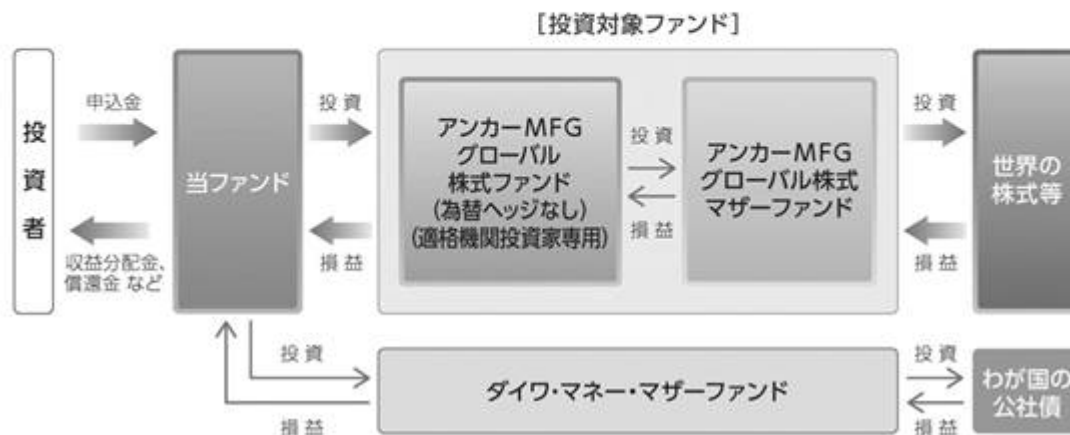 [投資対象ファンド]
投資者
申込金
収益分配金、
償還金 など
当ファンド
投 資
損 益
アンカーMFG
グローバル
株式ファンド
(為替ヘッジなし)
(適格機関投資家専用)
投 資
損 益
アンカーMFG
グローバル株式
マザーファンド
投 資
損 益
世界の
株式等
投 資
損 益
ダイワ・マネー・マザーファンド
投 資
損 益
わが国の
公社債